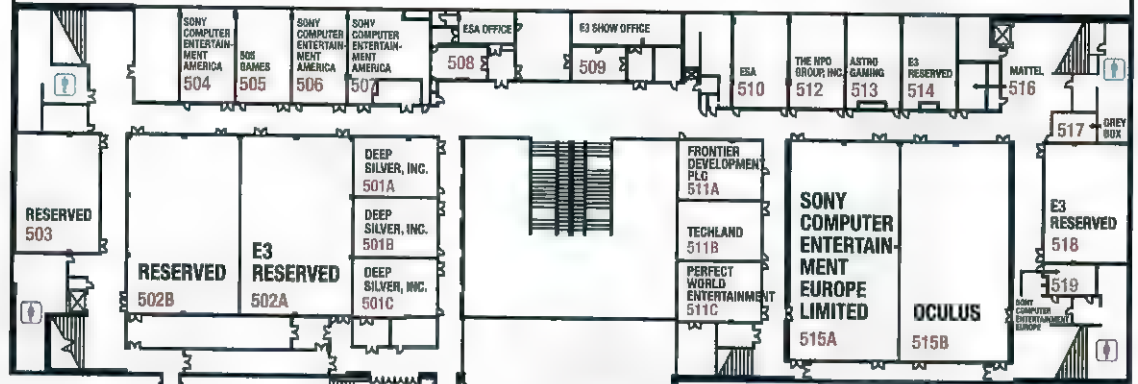 SONY
COMPUTER
ENTERTAIN-
MENT
AMERICA
504
505
GAMES
505
SONY
COMPUTER
ENTERTAIN-
MENT
AMERICA
506
SONY
COMPUTER
ENTERTAIN-
MENT
AMERICA
507
ESA OFFICE
508
E3 SHOW OFFICE
509
ESA
510
THE NPD
GROUP, INC.
512
ASTRO
GAMING
513
E3
RESERVED
514
MATTEL
516
517
GREY
BOX
RESERVED
503
RESERVED
502B
E3
RESERVED
502A
DEEP
SILVER, INC.
501A
DEEP
SILVER, INC.
501B
DEEP
SILVER, INC.
501C
FRONTIER
DEVELOPMENT
PLC
511A
TECHLAND
511B
PERFECT
WORLD
ENTERTAINMENT
511C
SONY
COMPUTER
ENTERTAIN-
MENT
EUROPE
LIMITED
515A
OCULUS
515B
E3
RESERVED
518
519
SONY
COMPUTER
ENTERTAINMENT
EUROPE